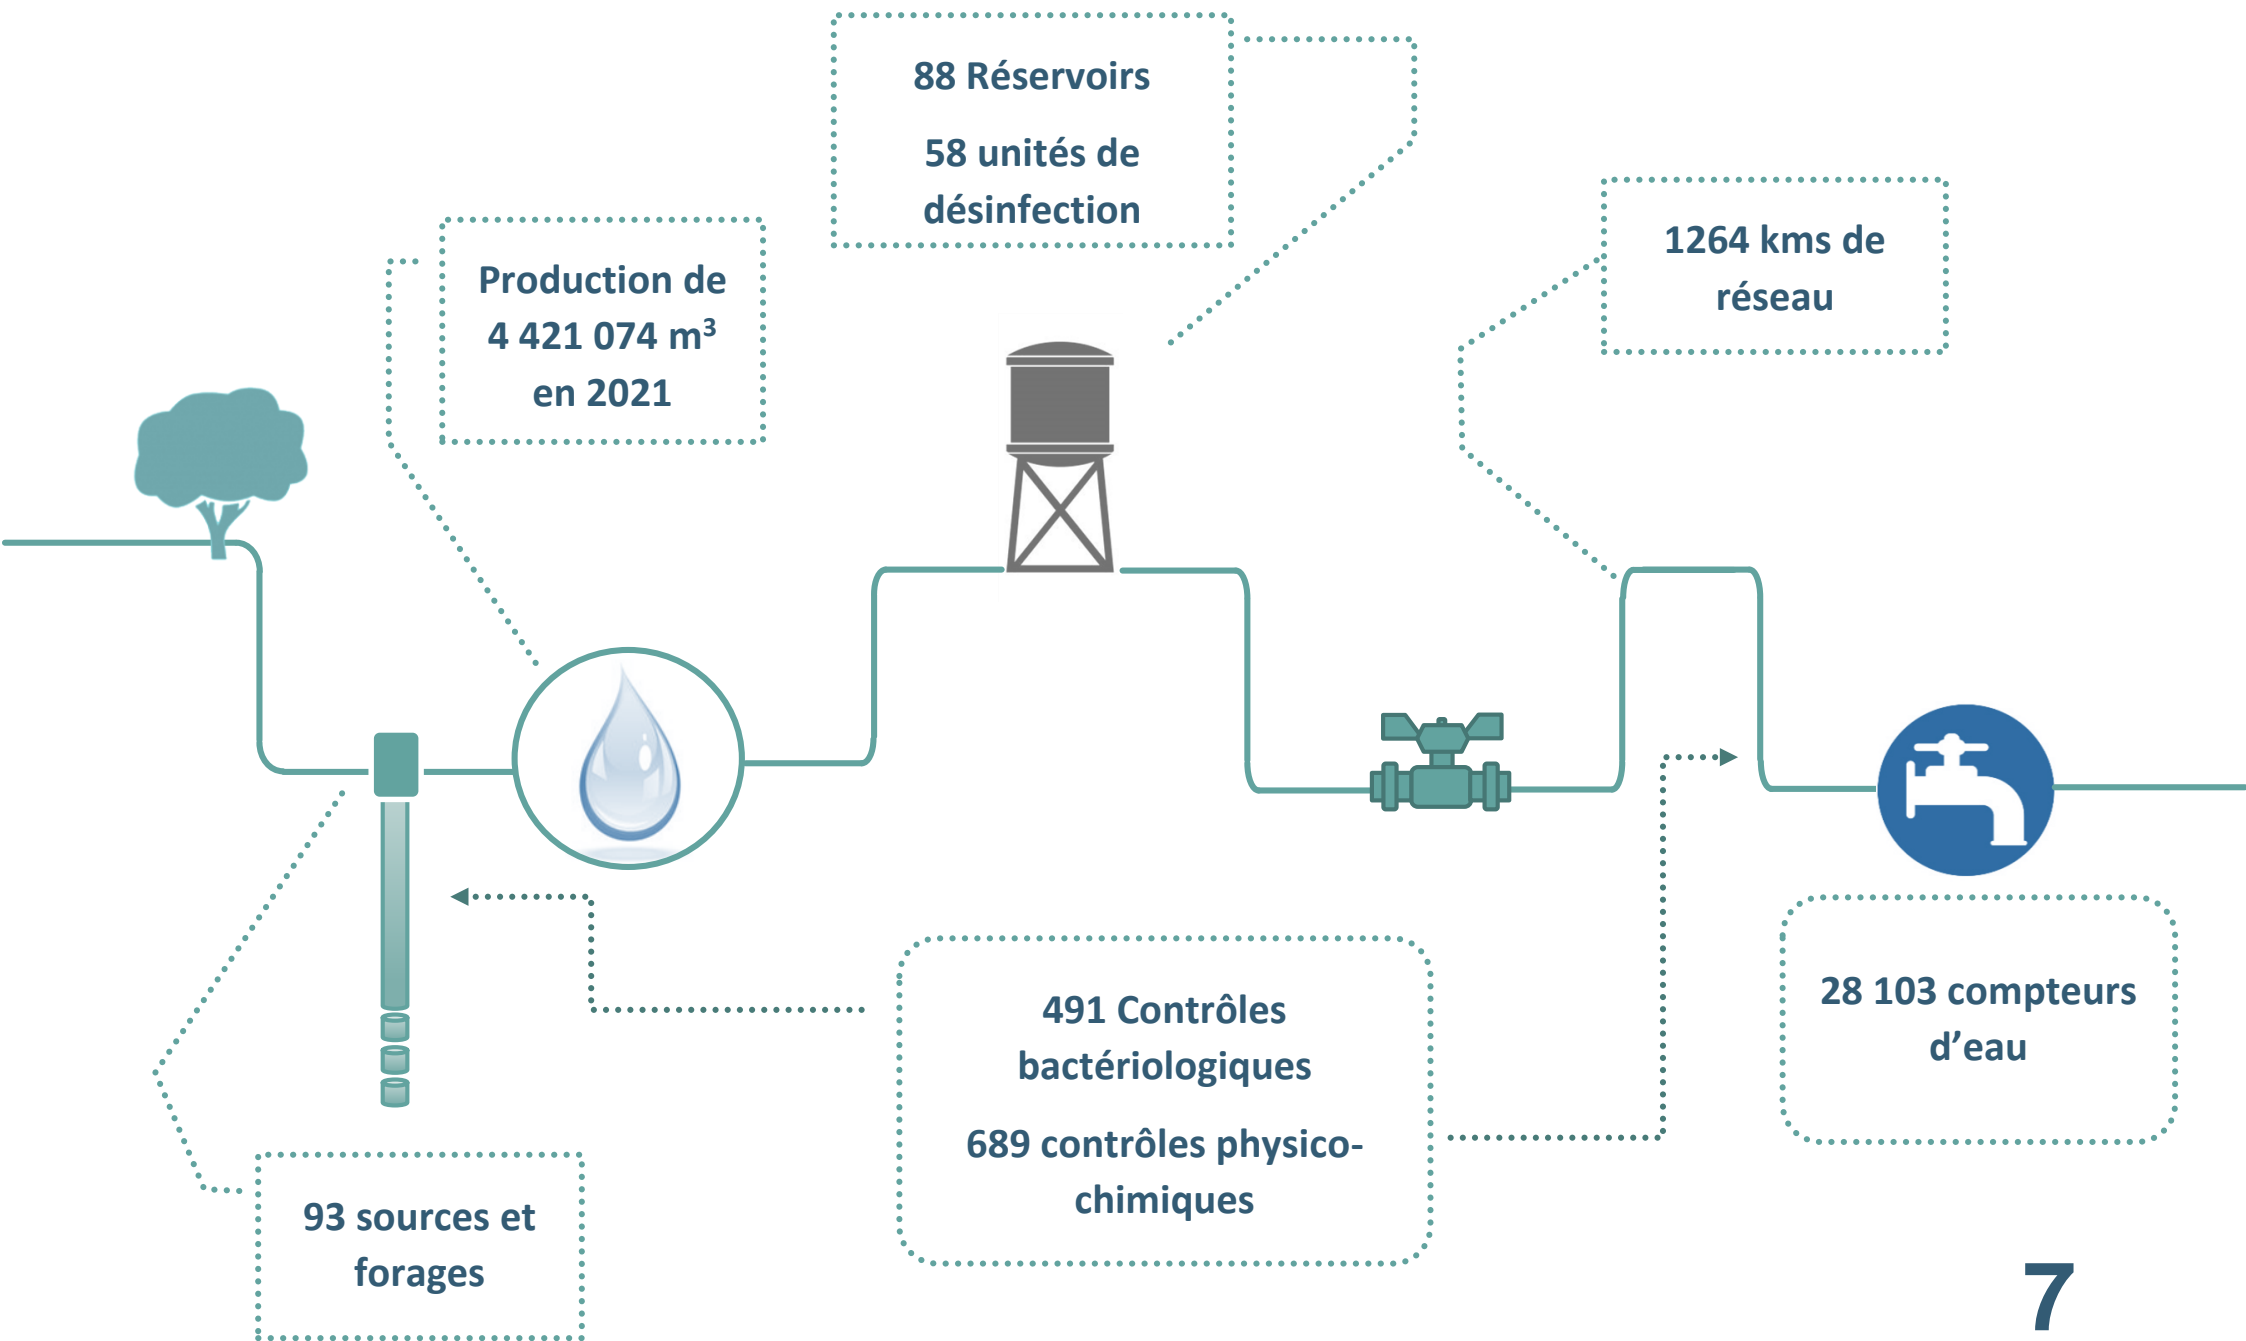 88 Réservoirs
58 unités de
désinfection
Production de
4 421 074 m³
en 2021
1264 kms de
réseau
28 103 compteurs
d’eau
491 Contrôles
bactériologiques
689 contrôles physico-
chimiques
93 sources et
forages
7